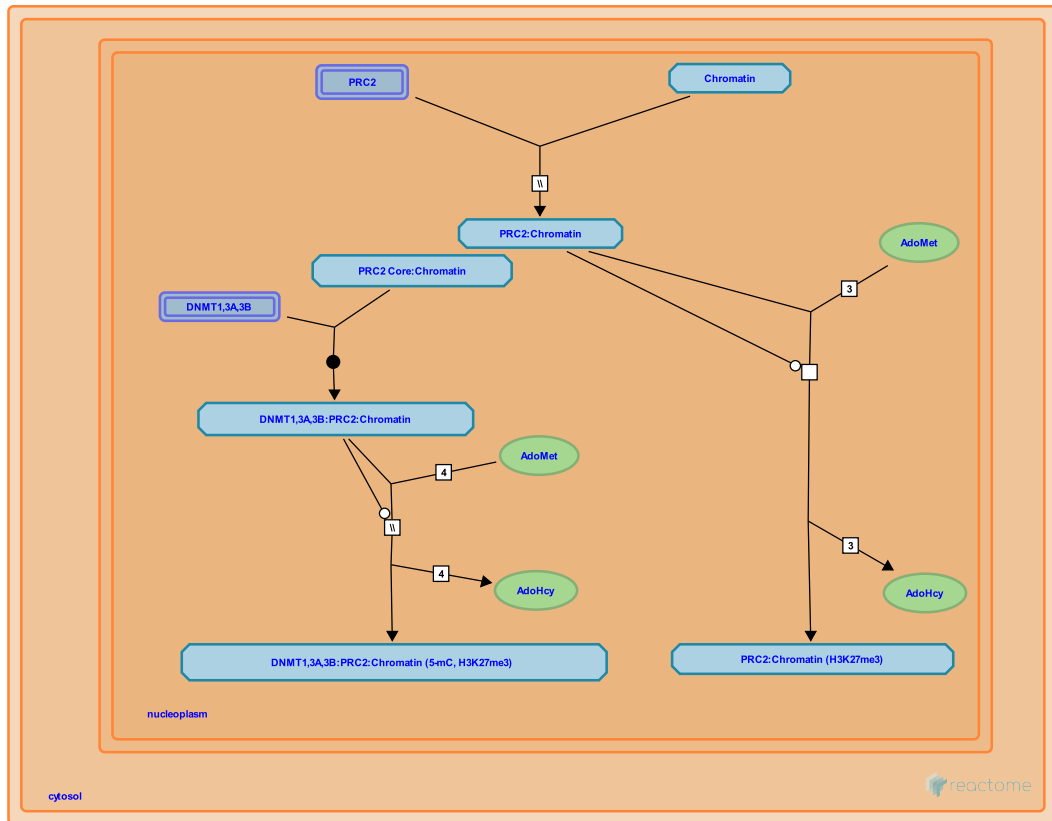 PRC2
Chromatin
\\
PRC2:Chromatin
AdoMet
PRC2 Core:Chromatin
3
DNMT1,3A,3B
DNMT1,3A,3B:PRC2:Chromatin
AdoMet
4
\\
3
4
AdoHcy
AdoHcy
DNMT1,3A,3B:PRC2:Chromatin (5-mC, H3K27me3)
PRC2:Chromatin (H3K27me3)
nucleoplasm
reactome
cytosol